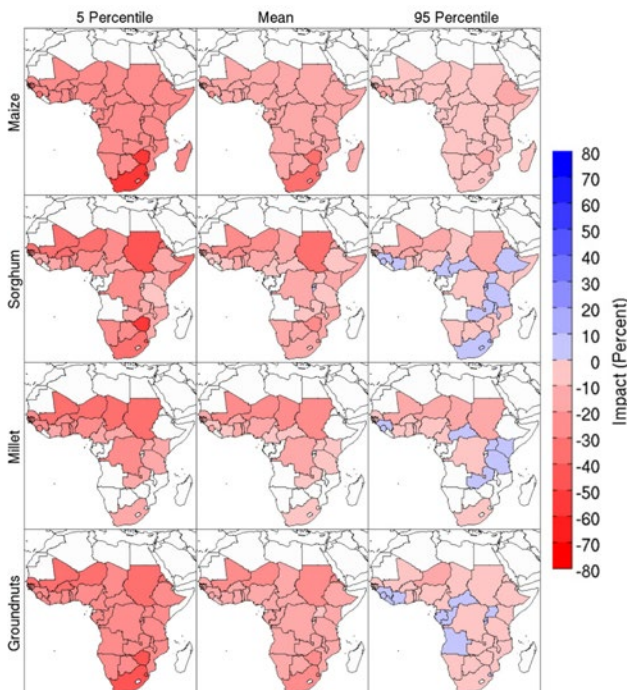 5 Percentile
Mean
95 Percentile
Maize
Sorghum
Millet
Groundnuts
80
70
60
50
40
30
20
10
0
-10
-20
-30
-40
-50
-60
-70
-80
Impact (Percent)